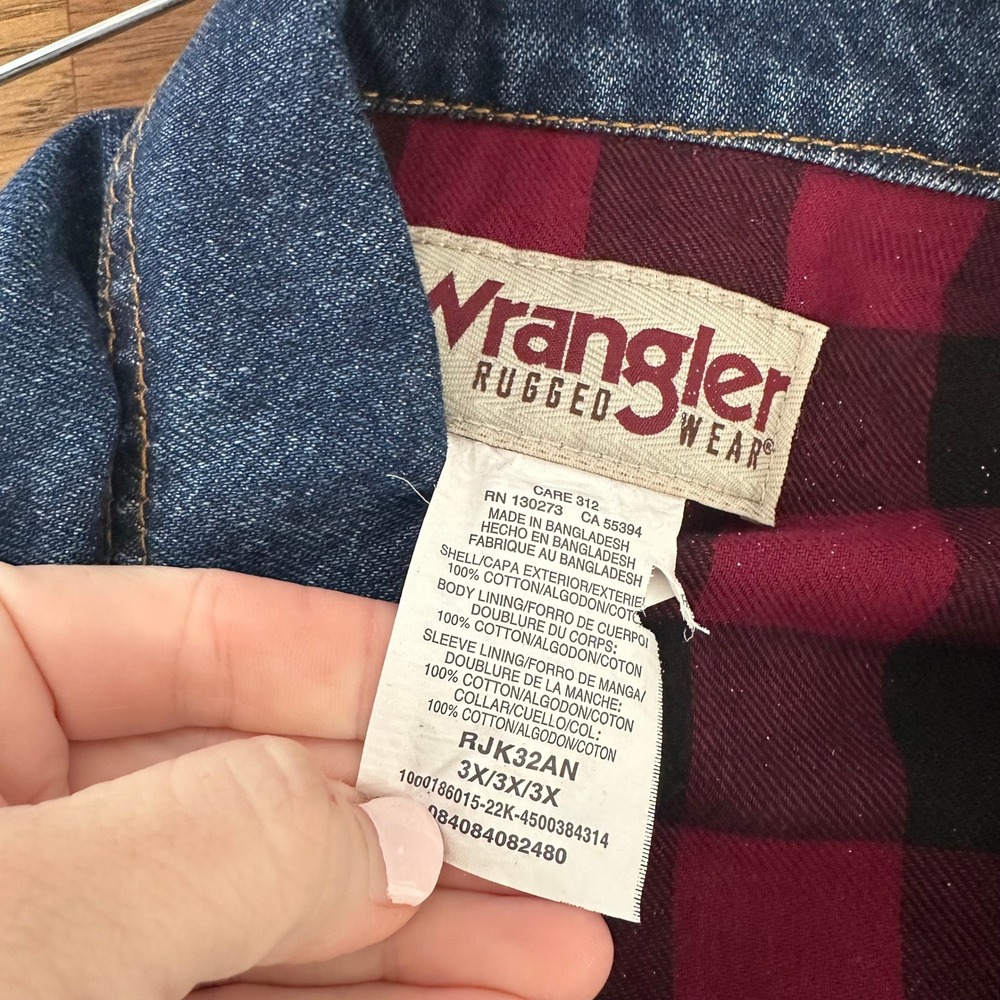 Wrangler
RUGGED WEAR®
CARE 312
RN 130273 CA 55394
MADE IN BANGLADESH
HECHO EN BANGLADESH
FABRIQUE AU BANGLADESH
SHELL/CAPA EXTERIOR/EXTERIE
100% COTTON/ALGODON/COTO
BODY LINING/FORRO DE CUERPO/
DOUBLURE DU CORPS:
100% COTTON/ALGODON/COTON
SLEEVE LINING/FORRO DE MANGA/
DOUBLURE DE LA MANCHE:
100% COTTON/ALGODON/COTON
COLLAR/CUELLO/COL:
100% COTTON/ALGODON/COTON
RJK32AN
3X/3X/3X
1000186015-22K-4500384314
084084082480